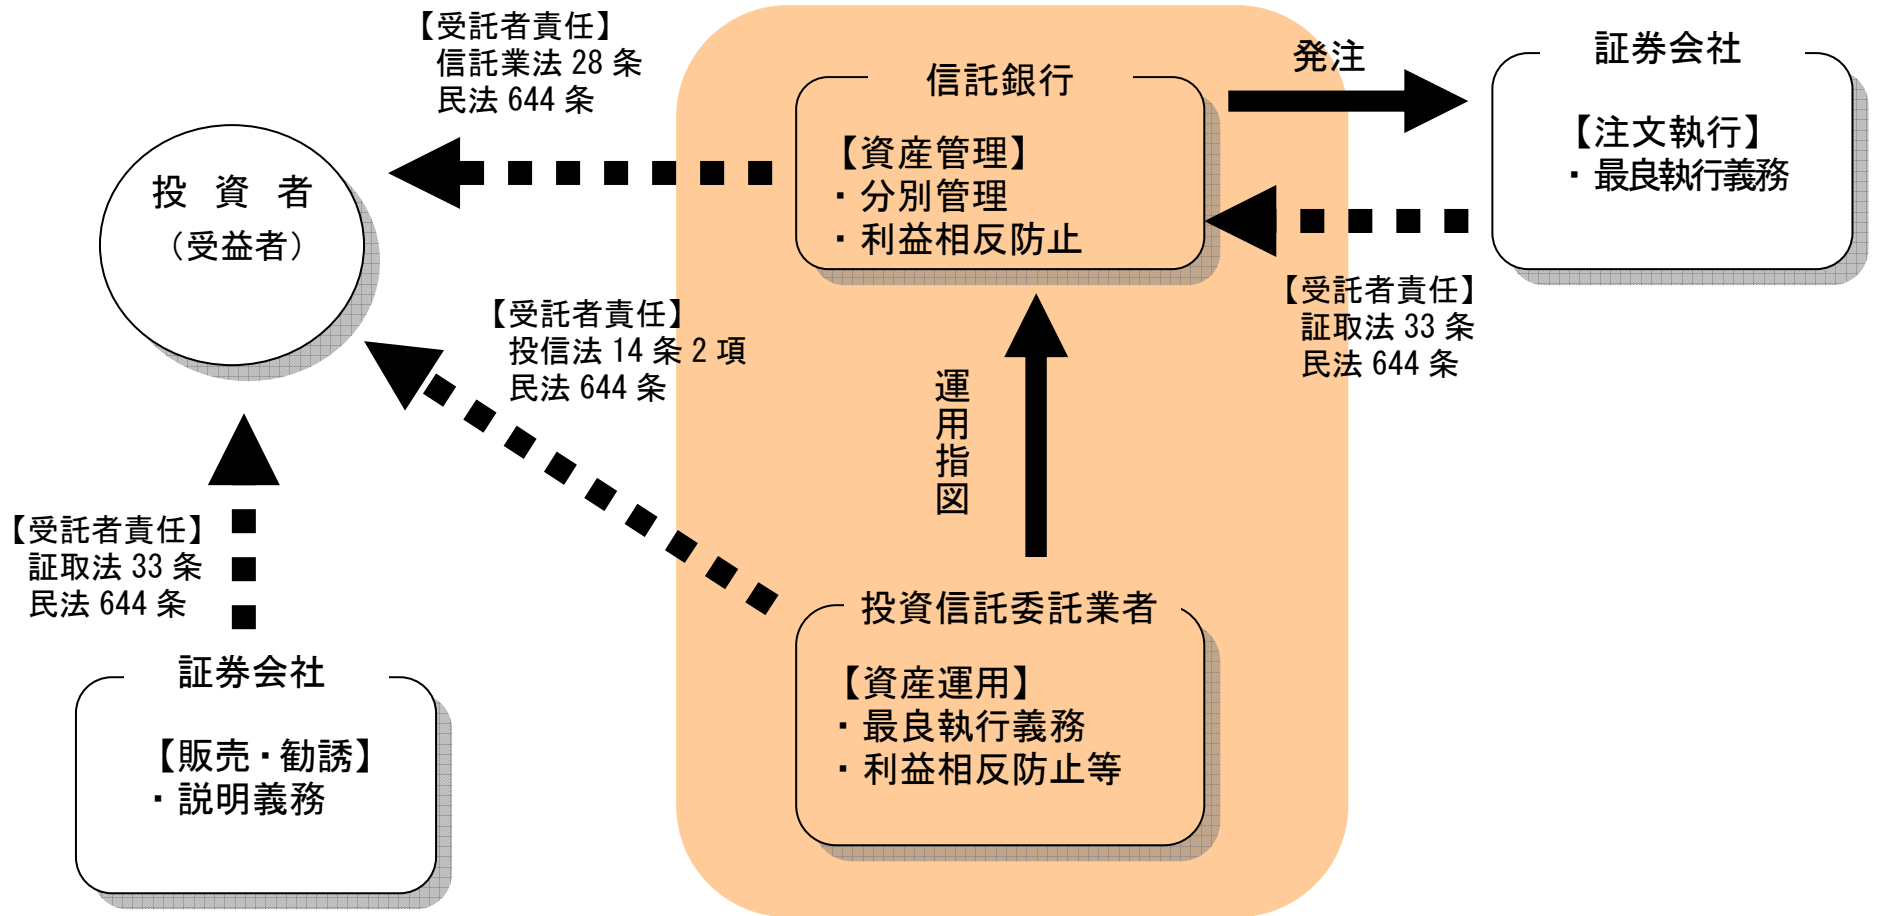 【受託者責任】
信託業法 28 条
民法 644 条
投 資 者
（受益者）
信託銀行
【資産管理】
・分別管理
・利益相反防止
発注
証券会社
【注文執行】
・最良執行義務
【受託者責任】
証取法 33 条
民法 644 条
【受託者責任】
投信法 14 条 2 項
民法 644 条
運用指図
【受託者責任】
証取法 33 条
民法 644 条
証券会社
【販売・勧誘】
・説明義務
投資信託委託業者
【資産運用】
・最良執行義務
・利益相反防止等